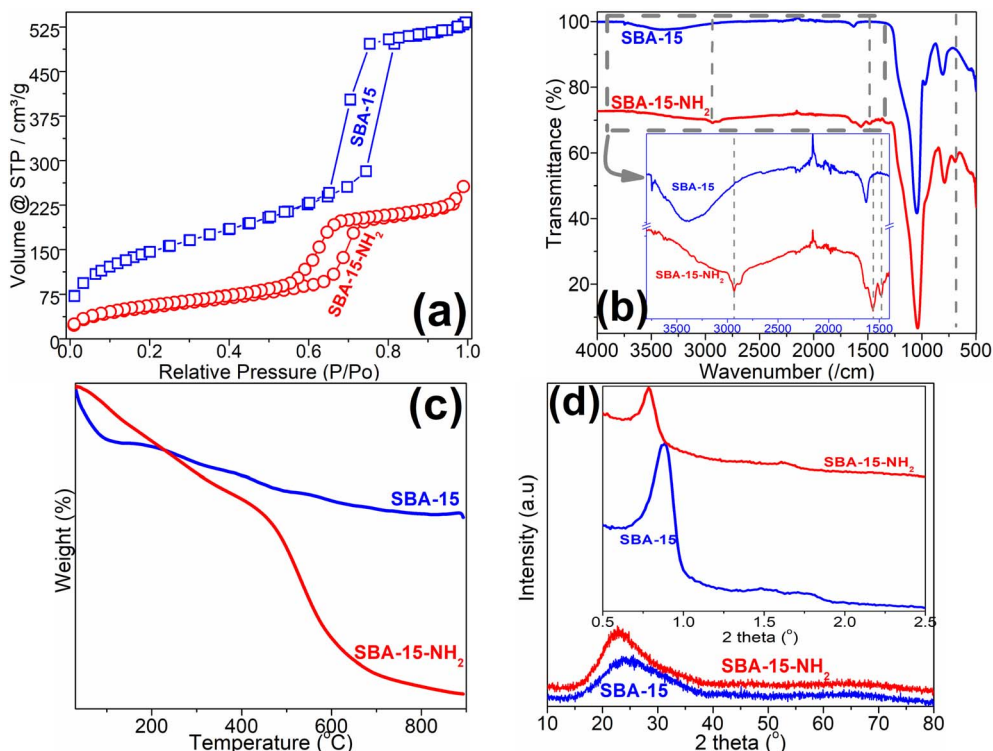 525
450
375
300
225
150
75
0
Volume @ STP / cm³/g
SBA-15
SBA-15-NH₂
(a)
0.0 0.2 0.4 0.6 0.8 1.0
Relative Pressure (P/Po)
100
80
60
40
20
Transmittance (%)
SBA-15
SBA-15-NH₂
SBA-15
SBA-15-NH₂
3500 3000 2500 2000 1500
(b)
4000 3500 3000 2500 2000 1500 1000 500
Wavenumber (/cm)
(c)
Weight (%)
SBA-15
SBA-15-NH₂
200 400 600 800
Temperature (°C)
(d)
Intensity (a.u)
SBA-15-NH₂
SBA-15
0.5 1.0 1.5 2.0 2.5
2 theta (°)
SBA-15-NH₂
SBA-15
10 20 30 40 50 60 70 80
2 theta (°)